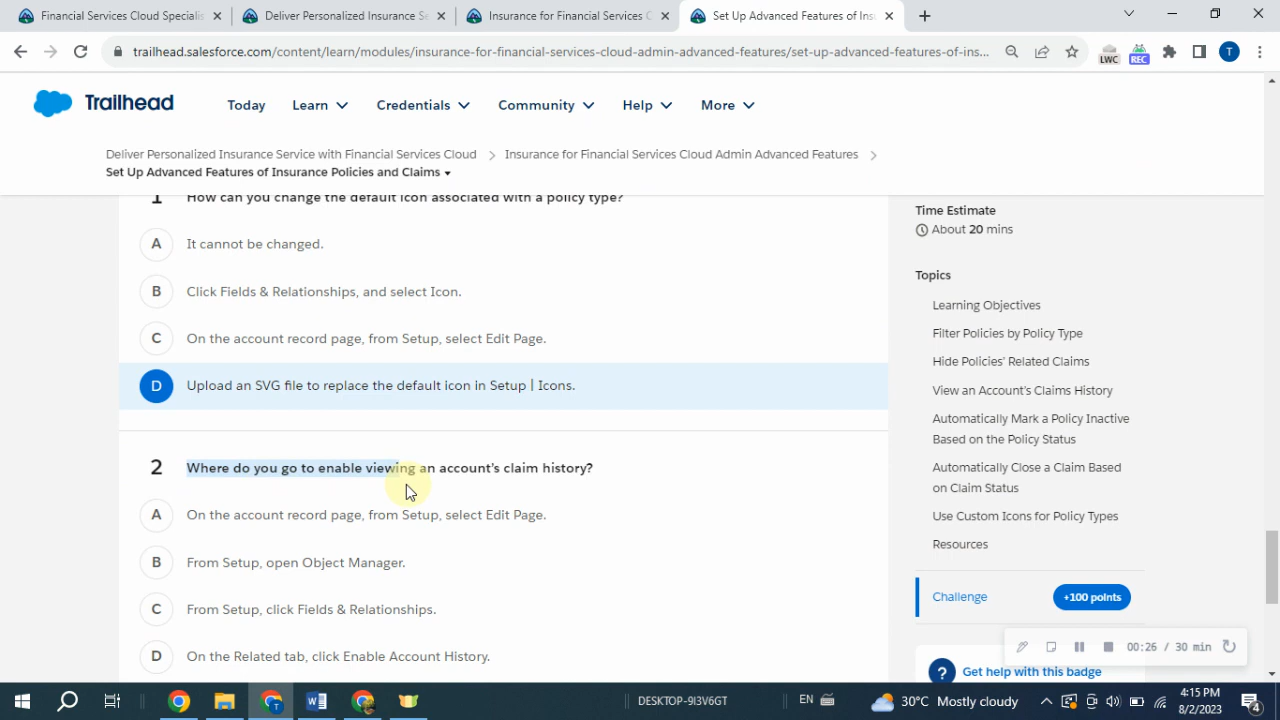 Financial Services Cloud Specialis
Deliver Personalized Insurance Se
Insurance for Financial Services C
Set Up Advanced Features of Insu
trailhead.salesforce.com/content/learn/modules/insurance-for-financial-services-cloud-admin-advanced-features/set-up-advanced-features-of-ins...
LWC
REC
T
Trailhead
Today
Learn
Credentials
Community
Help
More
Deliver Personalized Insurance Service with Financial Services Cloud
Insurance for Financial Services Cloud Admin Advanced Features
Set Up Advanced Features of Insurance Policies and Claims
1 How can you change the default icon associated with a policy type?
A It cannot be changed.
B Click Fields & Relationships, and select Icon.
C On the account record page, from Setup, select Edit Page.
D Upload an SVG file to replace the default icon in Setup | Icons.
2 Where do you go to enable viewing an account's claim history?
A On the account record page, from Setup, select Edit Page.
B From Setup, open Object Manager.
C From Setup, click Fields & Relationships.
D On the Related tab, click Enable Account History.
Time Estimate
About 20 mins
Topics
Learning Objectives
Filter Policies by Policy Type
Hide Policies' Related Claims
View an Account's Claims History
Automatically Mark a Policy Inactive
Based on the Policy Status
Automatically Close a Claim Based
on Claim Status
Use Custom Icons for Policy Types
Resources
Challenge
+100 points
00:26 / 30 min
? Get help with this badge
T
W
DESKTOP-9I3V6GT
EN
30°C Mostly cloudy
4:15 PM
8/2/2023
4